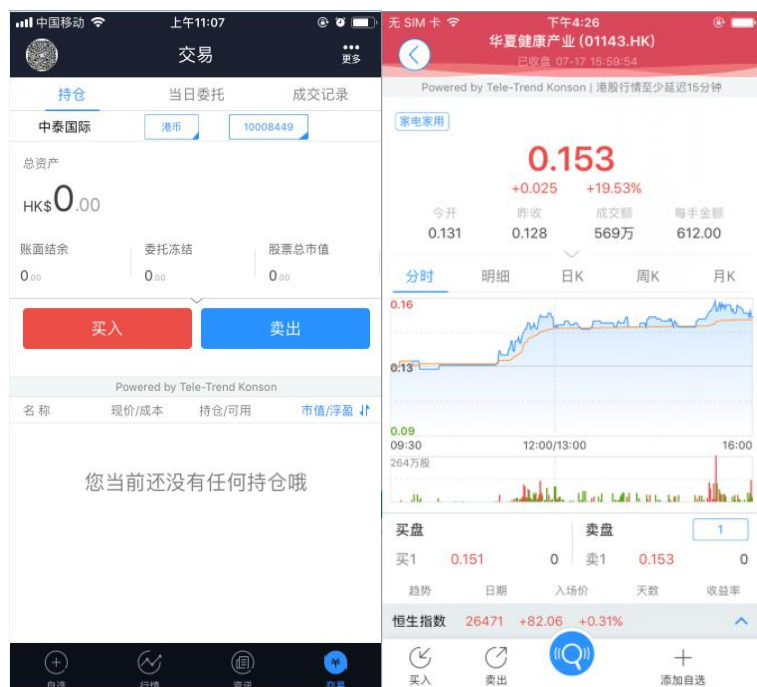 中国移动 上午11:07
交易
更多
持仓 当日委托 成交记录
中泰国际 港币 10008449
总资产
HK$0.00
账面结余 委托冻结 股票总市值
0.00 0.00 0.00
买入 卖出
Powered by Tele-Trend Konson
名称 现价/成本 持仓/可用 市值/浮盈
您当前还没有任何持仓哦
自选 行情 资讯 交易
无 SIM 卡 下午4:26
华夏健康产业 (01143.HK)
已收盘 07-17 15:59:54
Powered by Tele-Trend Konson | 港股行情至少延迟15分钟
家电家用
0.153
+0.025 +19.53%
今开 昨收 成交额 每手金额
0.131 0.128 569万 612.00
分时 明细 日K 周K 月K
0.16
0.13
0.09
09:30 12:00/13:00 16:00
264万股
买盘 卖盘 1
买1 0.151 0 卖1 0.153 0
趋势 日期 入场价 天数 收益率
恒生指数 26471 +82.06 +0.31%
买入 卖出 添加自选